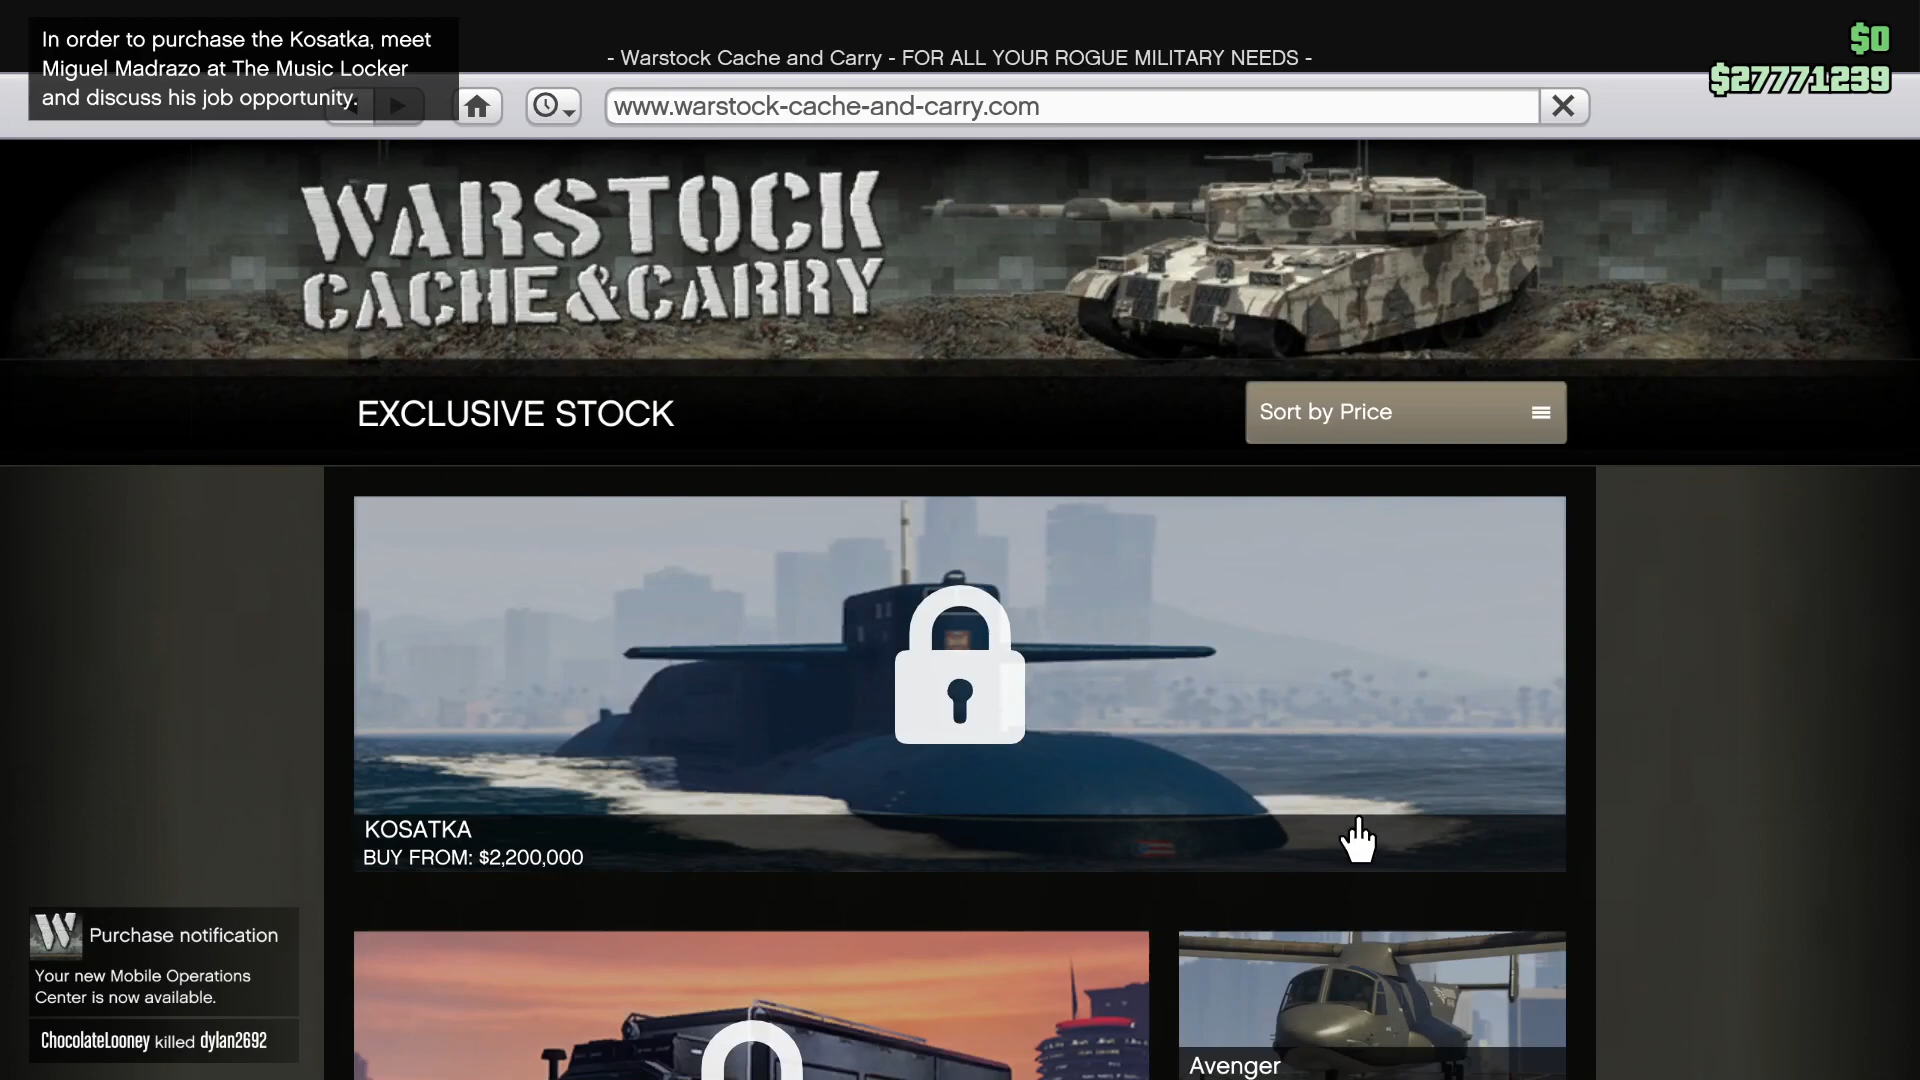 In order to purchase the Kosatka, meet
Miguel Madrazo at The Music Locker
and discuss his job opportunity.
- Warstock Cache and Carry - FOR ALL YOUR ROGUE MILITARY NEEDS -
$0
$27771239
www.warstock-cache-and-carry.com
WARSTOCK
CACHE & CARRY
EXCLUSIVE STOCK
Sort by Price
KOSATKA
BUY FROM: $2,200,000
W
Purchase notification
Your new Mobile Operations
Center is now available.
ChocolateLooney killed dylan2692
Avenger